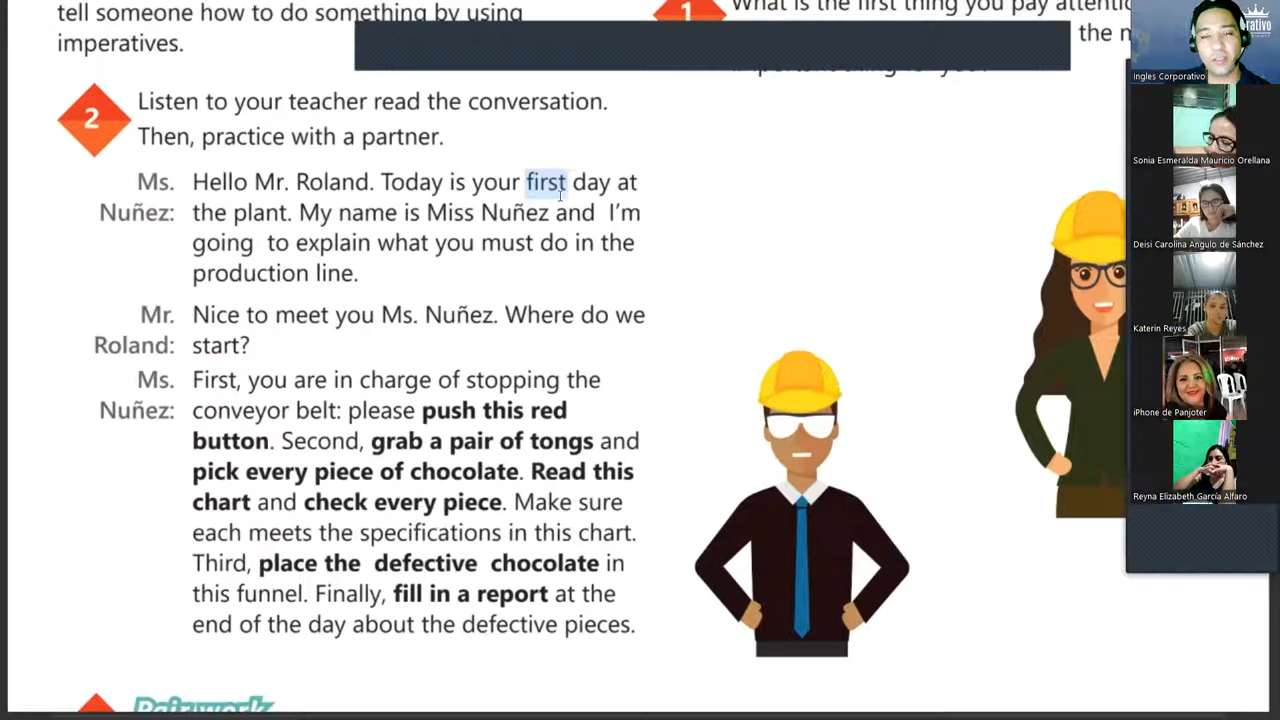 tell someone how to do something by using
imperatives.
1
What is the first thing you pay
the
2
Listen to your teacher read the conversation.
Then, practice with a partner.
Ms. Nuñez:
Hello Mr. Roland. Today is your first day at
the plant. My name is Miss Nuñez and I'm
going to explain what you must do in the
production line.
Mr. Roland:
Nice to meet you Ms. Nuñez. Where do we
start?
Ms. Nuñez:
First, you are in charge of stopping the
conveyor belt: please push this red
button. Second, grab a pair of tongs and
pick every piece of chocolate. Read this
chart and check every piece. Make sure
each meets the specifications in this chart.
Third, place the defective chocolate in
this funnel. Finally, fill in a report at the
end of the day about the defective pieces.
Pair work
rativo
Ingles Corporativo
Sonia Esmeralda Mauricio Orellana
Deisi Carolina Angulo de Sánchez
Katerin Reyes
iPhone de Panjoter
Reyna Elizabeth García Alfaro